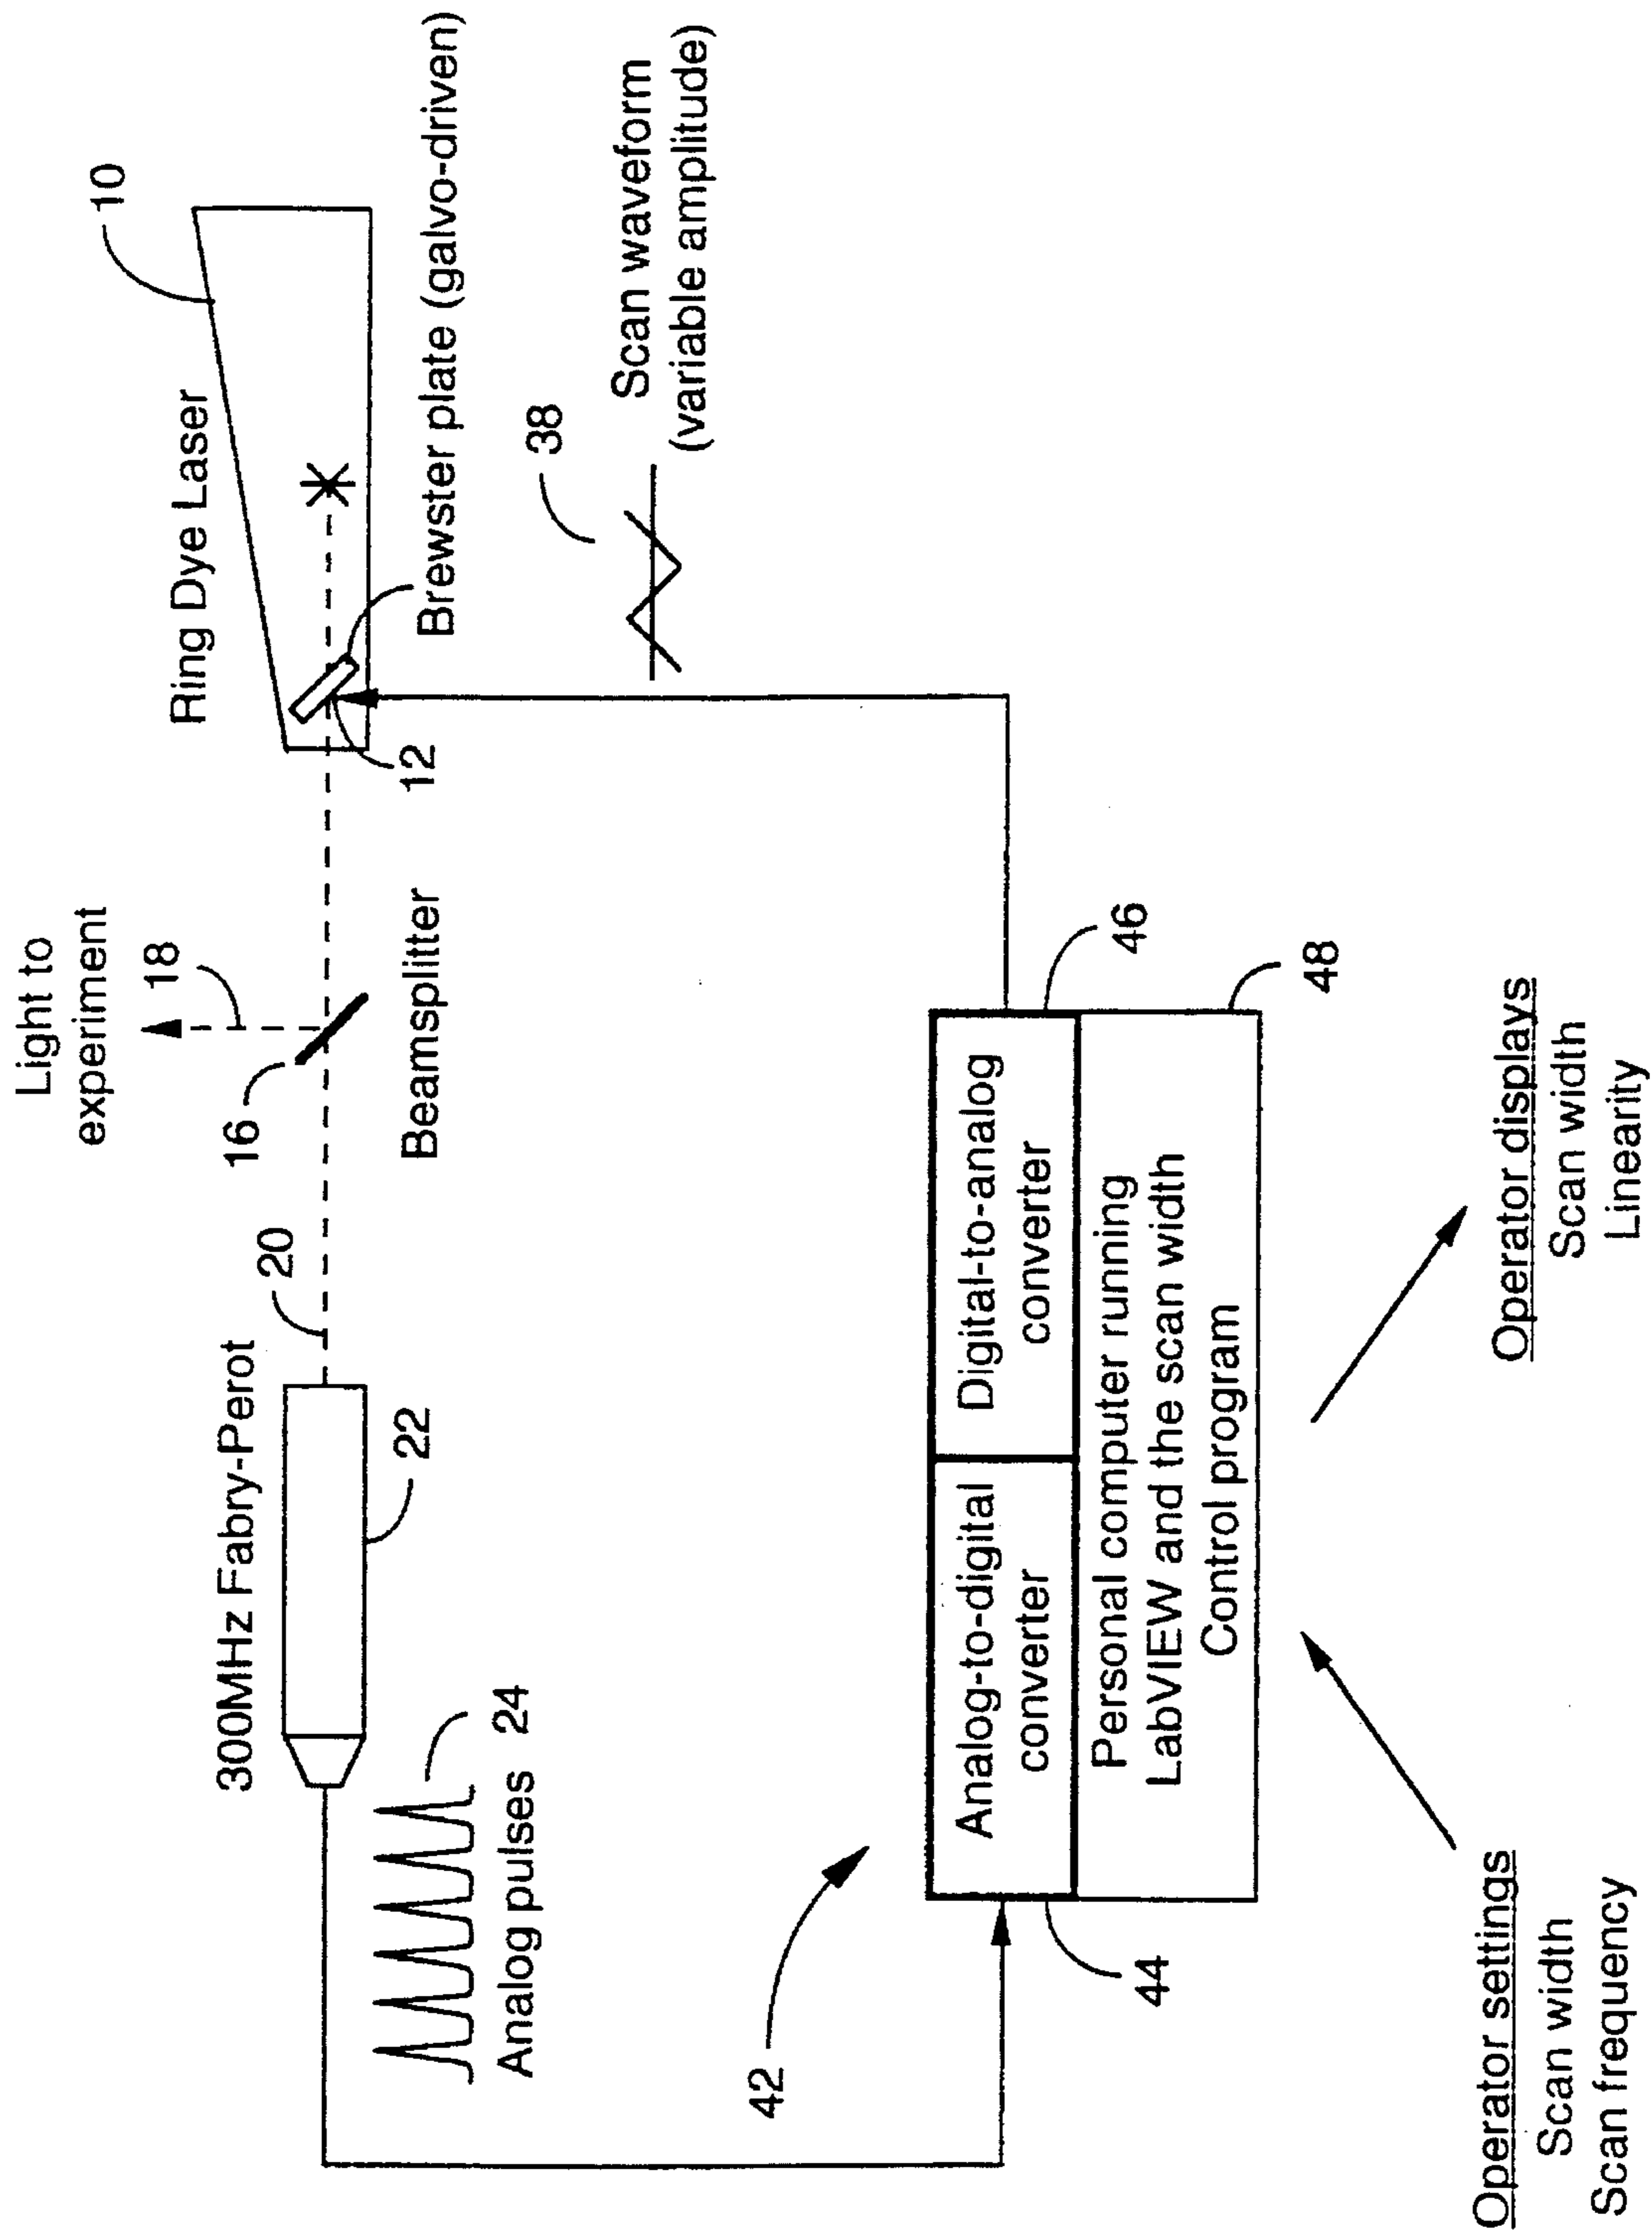 Light to
experiment
18
16
Beamsplitter
Ring Dye Laser
10
12
Brewster plate (galvo-driven)
300MHz Fabry-Perot
20
22
24
Analog pulses
38
Scan waveform
(variable amplitude)
42
Analog-to-digital
converter
44
Digital-to-analog
converter
46
Personal computer running
LabVIEW and the scan width
Control program
48
Operator settings
Scan width
Scan frequency
Operator displays
Scan width
Linearity